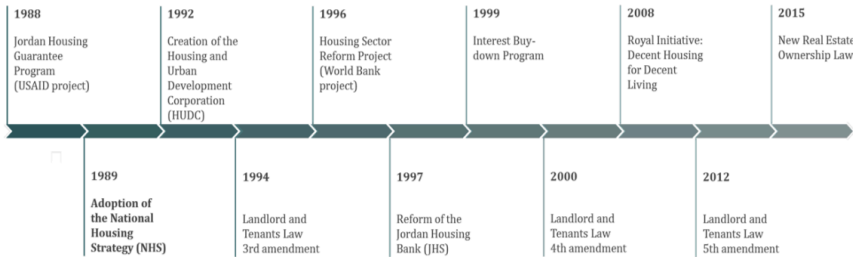 1988
Jordan Housing
Guarantee
Program
(USAID project)
1992
Creation of the
Housing and
Urban
Development
Corporation
(HUDC)
1996
Housing Sector
Reform Project
(World Bank
project)
1999
Interest Buy-
down Program
2008
Royal Initiative:
Decent Housing
for Decent
Living
2015
New Real Estate
Ownership Law
1989
Adoption of
the National
Housing
Strategy (NHS)
1994
Landlord and
Tenants Law
3rd amendment
1997
Reform of the
Jordan Housing
Bank (JHS)
2000
Landlord and
Tenants Law
4th amendment
2012
Landlord and
Tenants Law
5th amendment